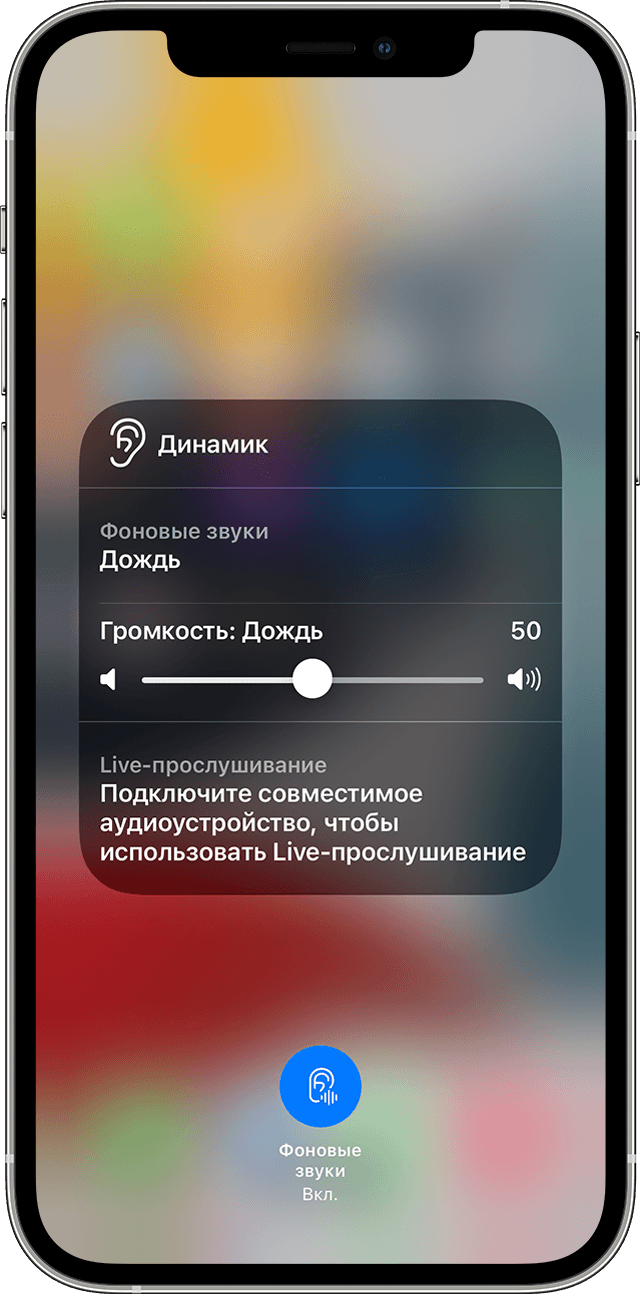 Динамик
Фоновые звуки
Дождь
Громкость: Дождь 50
Live-прослушивание
Подключите совместимое
аудиоустройство, чтобы
использовать Live-прослушивание
Фоновые
звуки
Вкл.